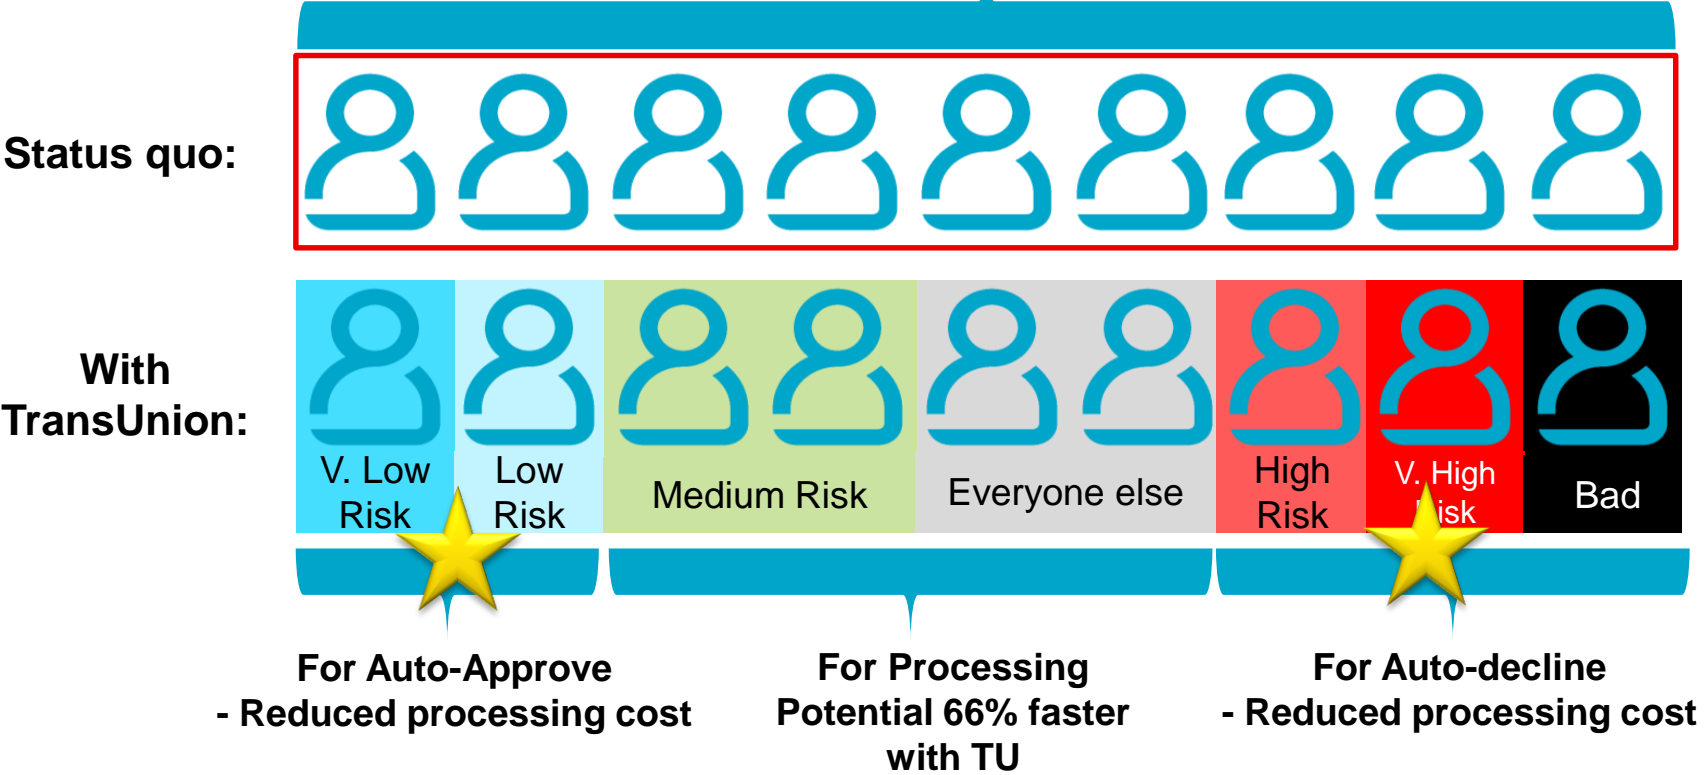 Status quo:
With
TransUnion:
V. Low
Risk
Low
Risk
Medium Risk
Everyone else
High
Risk
V. High
Risk
Bad
For Auto-Approve
- Reduced processing cost
For Processing
Potential 66% faster
with TU
For Auto-decline
- Reduced processing cost